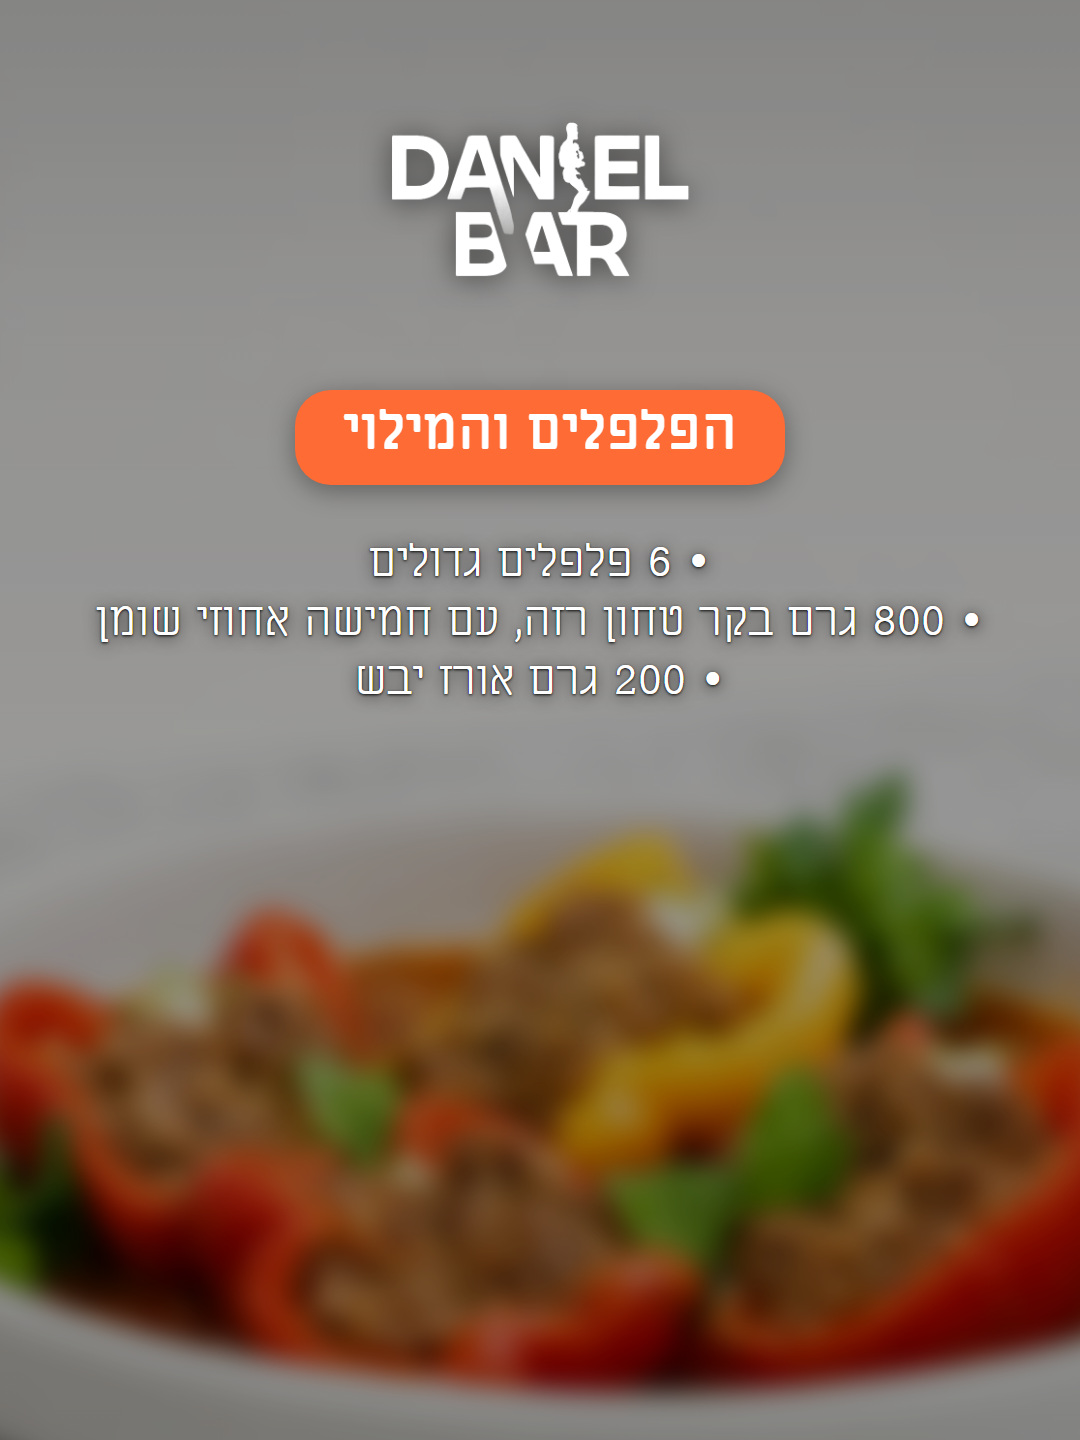 DANIEL
BAR
הפלפלים והמילוי
• 6 פלפלים גדולים
• 800 גרם בקר טחון רזה, עם חמישה אחוזי שומן
• 200 גרם אורז יבש